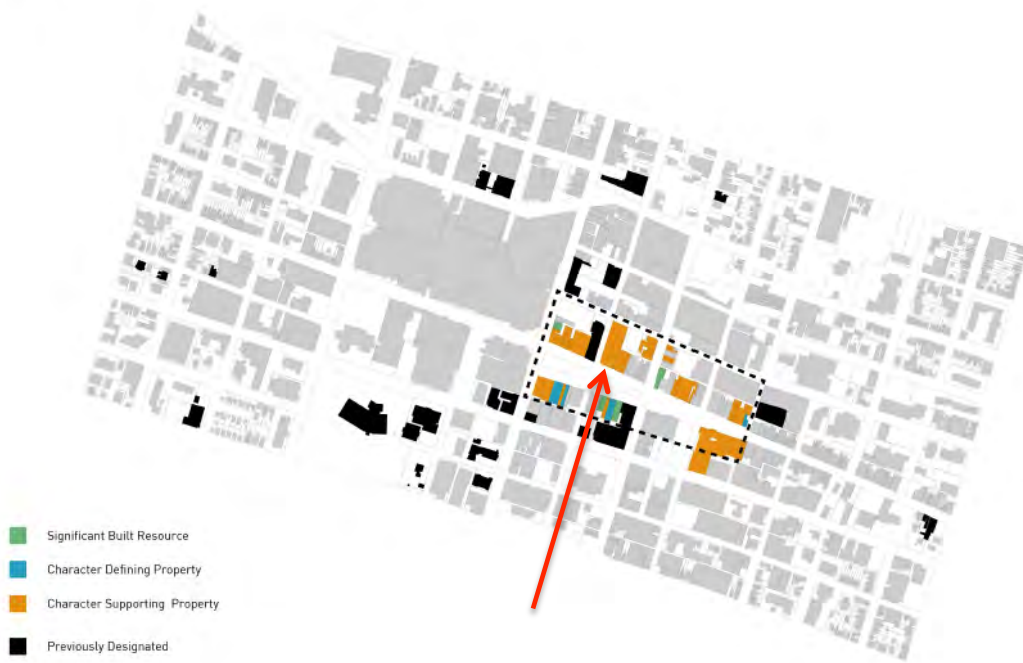 Significant Built Resource
Character Defining Property
Character Supporting Property
Previously Designated